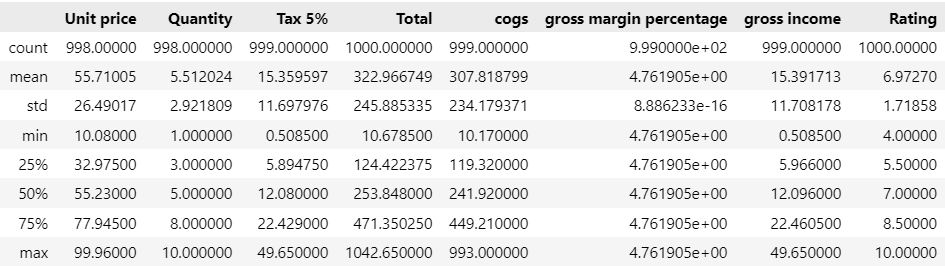 Unit price Quantity Tax 5% Total cogs gross margin percentage gross income Rating
count 998.00000 998.000000 999.000000 1000.000000 999.000000 9.990000e+02 999.000000 1000.00000
mean 55.71005 5.512024 15.359597 322.966749 307.818799 4.761905e+00 15.391713 6.97270
std 26.49017 2.921809 11.697976 245.885335 234.179371 8.886233e-16 11.708178 1.71858
min 10.08000 1.000000 0.508500 10.678500 10.170000 4.761905e+00 0.508500 4.00000
25% 32.97500 3.000000 5.894750 124.422375 119.320000 4.761905e+00 5.966000 5.50000
50% 55.23000 5.000000 12.080000 253.848000 241.920000 4.761905e+00 12.096000 7.00000
75% 77.94500 8.000000 22.429000 471.350250 449.210000 4.761905e+00 22.460500 8.50000
max 99.96000 10.000000 49.650000 1042.650000 993.000000 4.761905e+00 49.650000 10.00000